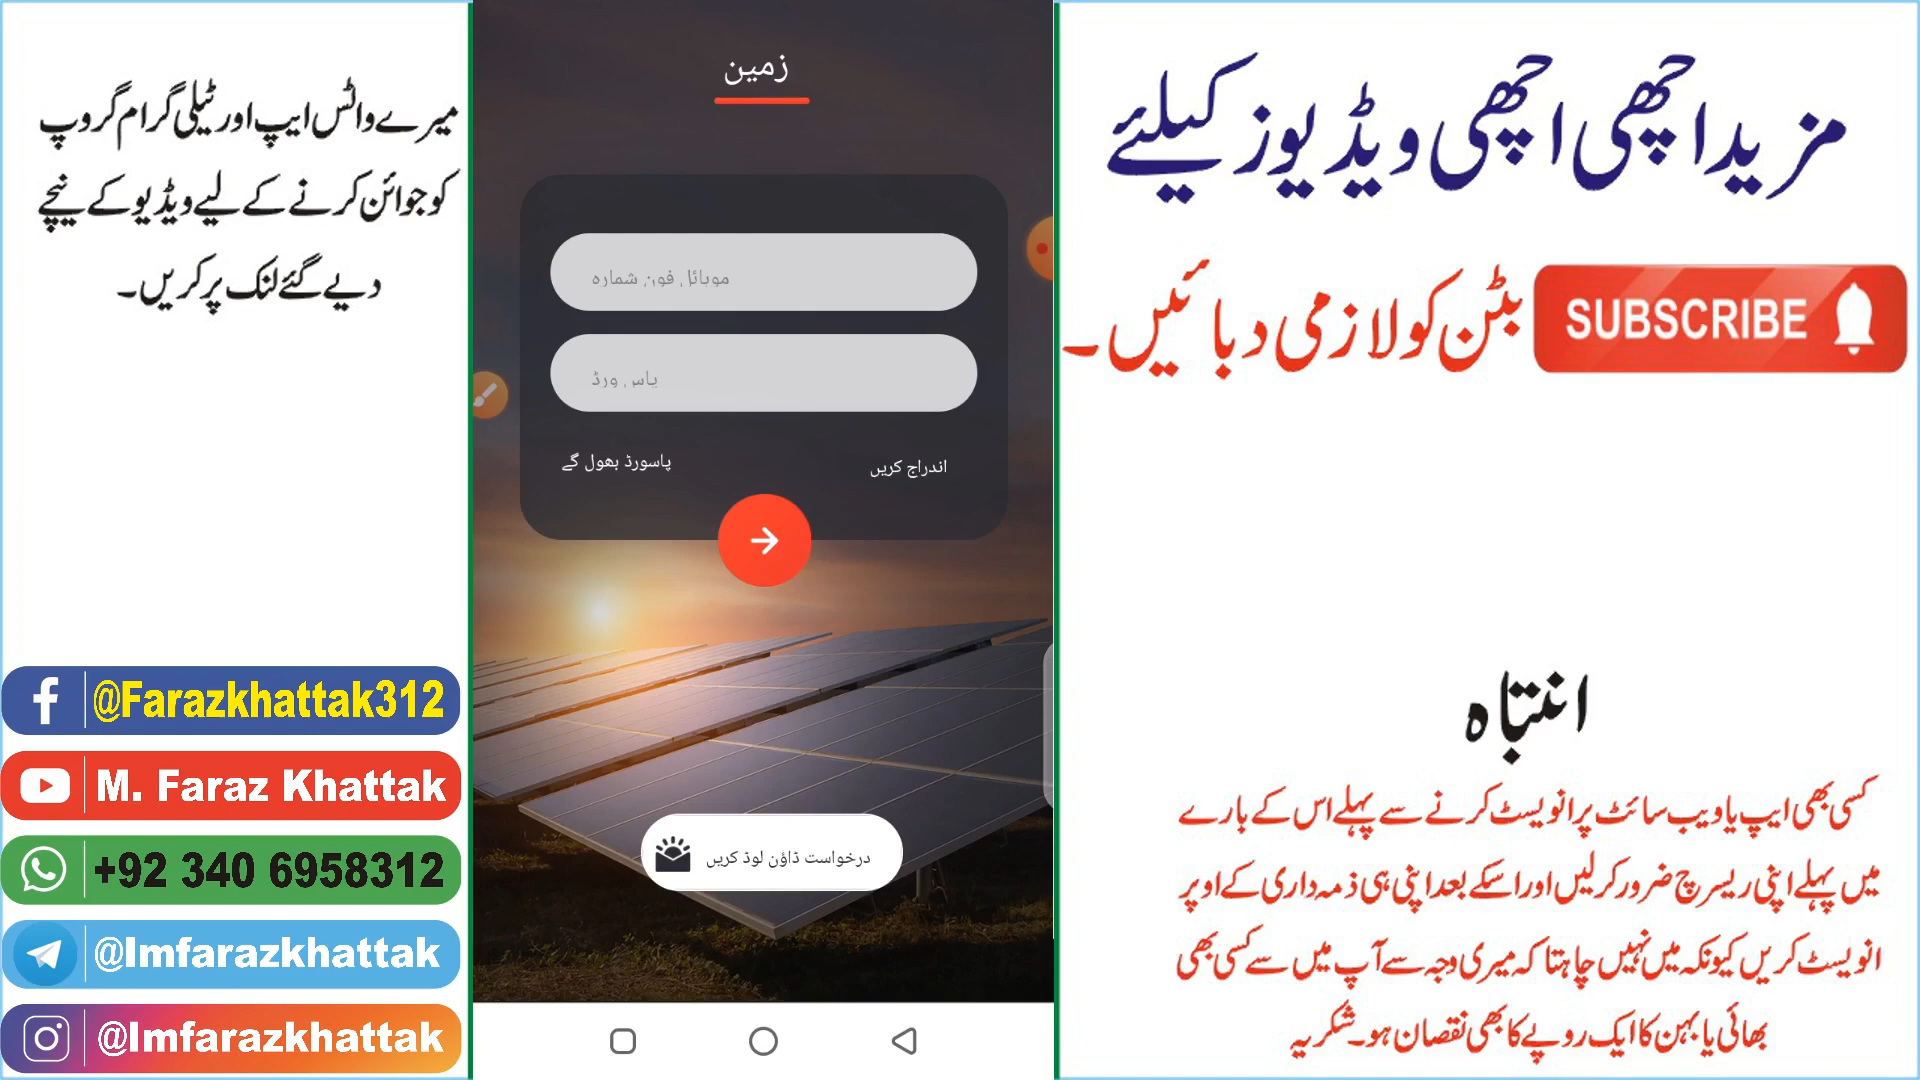 میرے واٹس ایپ اور ٹیلی گرام گروپ
کو جوائن کرنے کے لیے ویڈیو کے نیچے
دیے گئے لنک پر کریں۔
@Farazkhattak312
M. Faraz Khattak
+92 340 6958312
@Imfarazkhattak
@Imfarazkhattak
زمین
موبائل فون شمارہ
پاس ورڈ
پاسورڈ بھول گے
اندراج کریں
درخواست ڈاؤن لوڈ کریں
مزید اچھی اچھی ویڈیوز کیلئے
SUBSCRIBE بٹن کو لازمی دبائیں۔
انتباہ
کسی بھی ایپ یا ویب سائٹ پر انویسٹ کرنے سے پہلے اس کے بارے
میں پہلے اپنی ریسرچ ضرور کرلیں اور اسکے بعد اپنی ہی ذمہ داری کے اوپر
انویسٹ کریں کیونکہ میں نہیں چاہتا کہ میری وجہ سے آپ میں سے کسی بھی
بھائی یا بہن کا ایک روپے کا بھی نقصان ہو۔ شکریہ